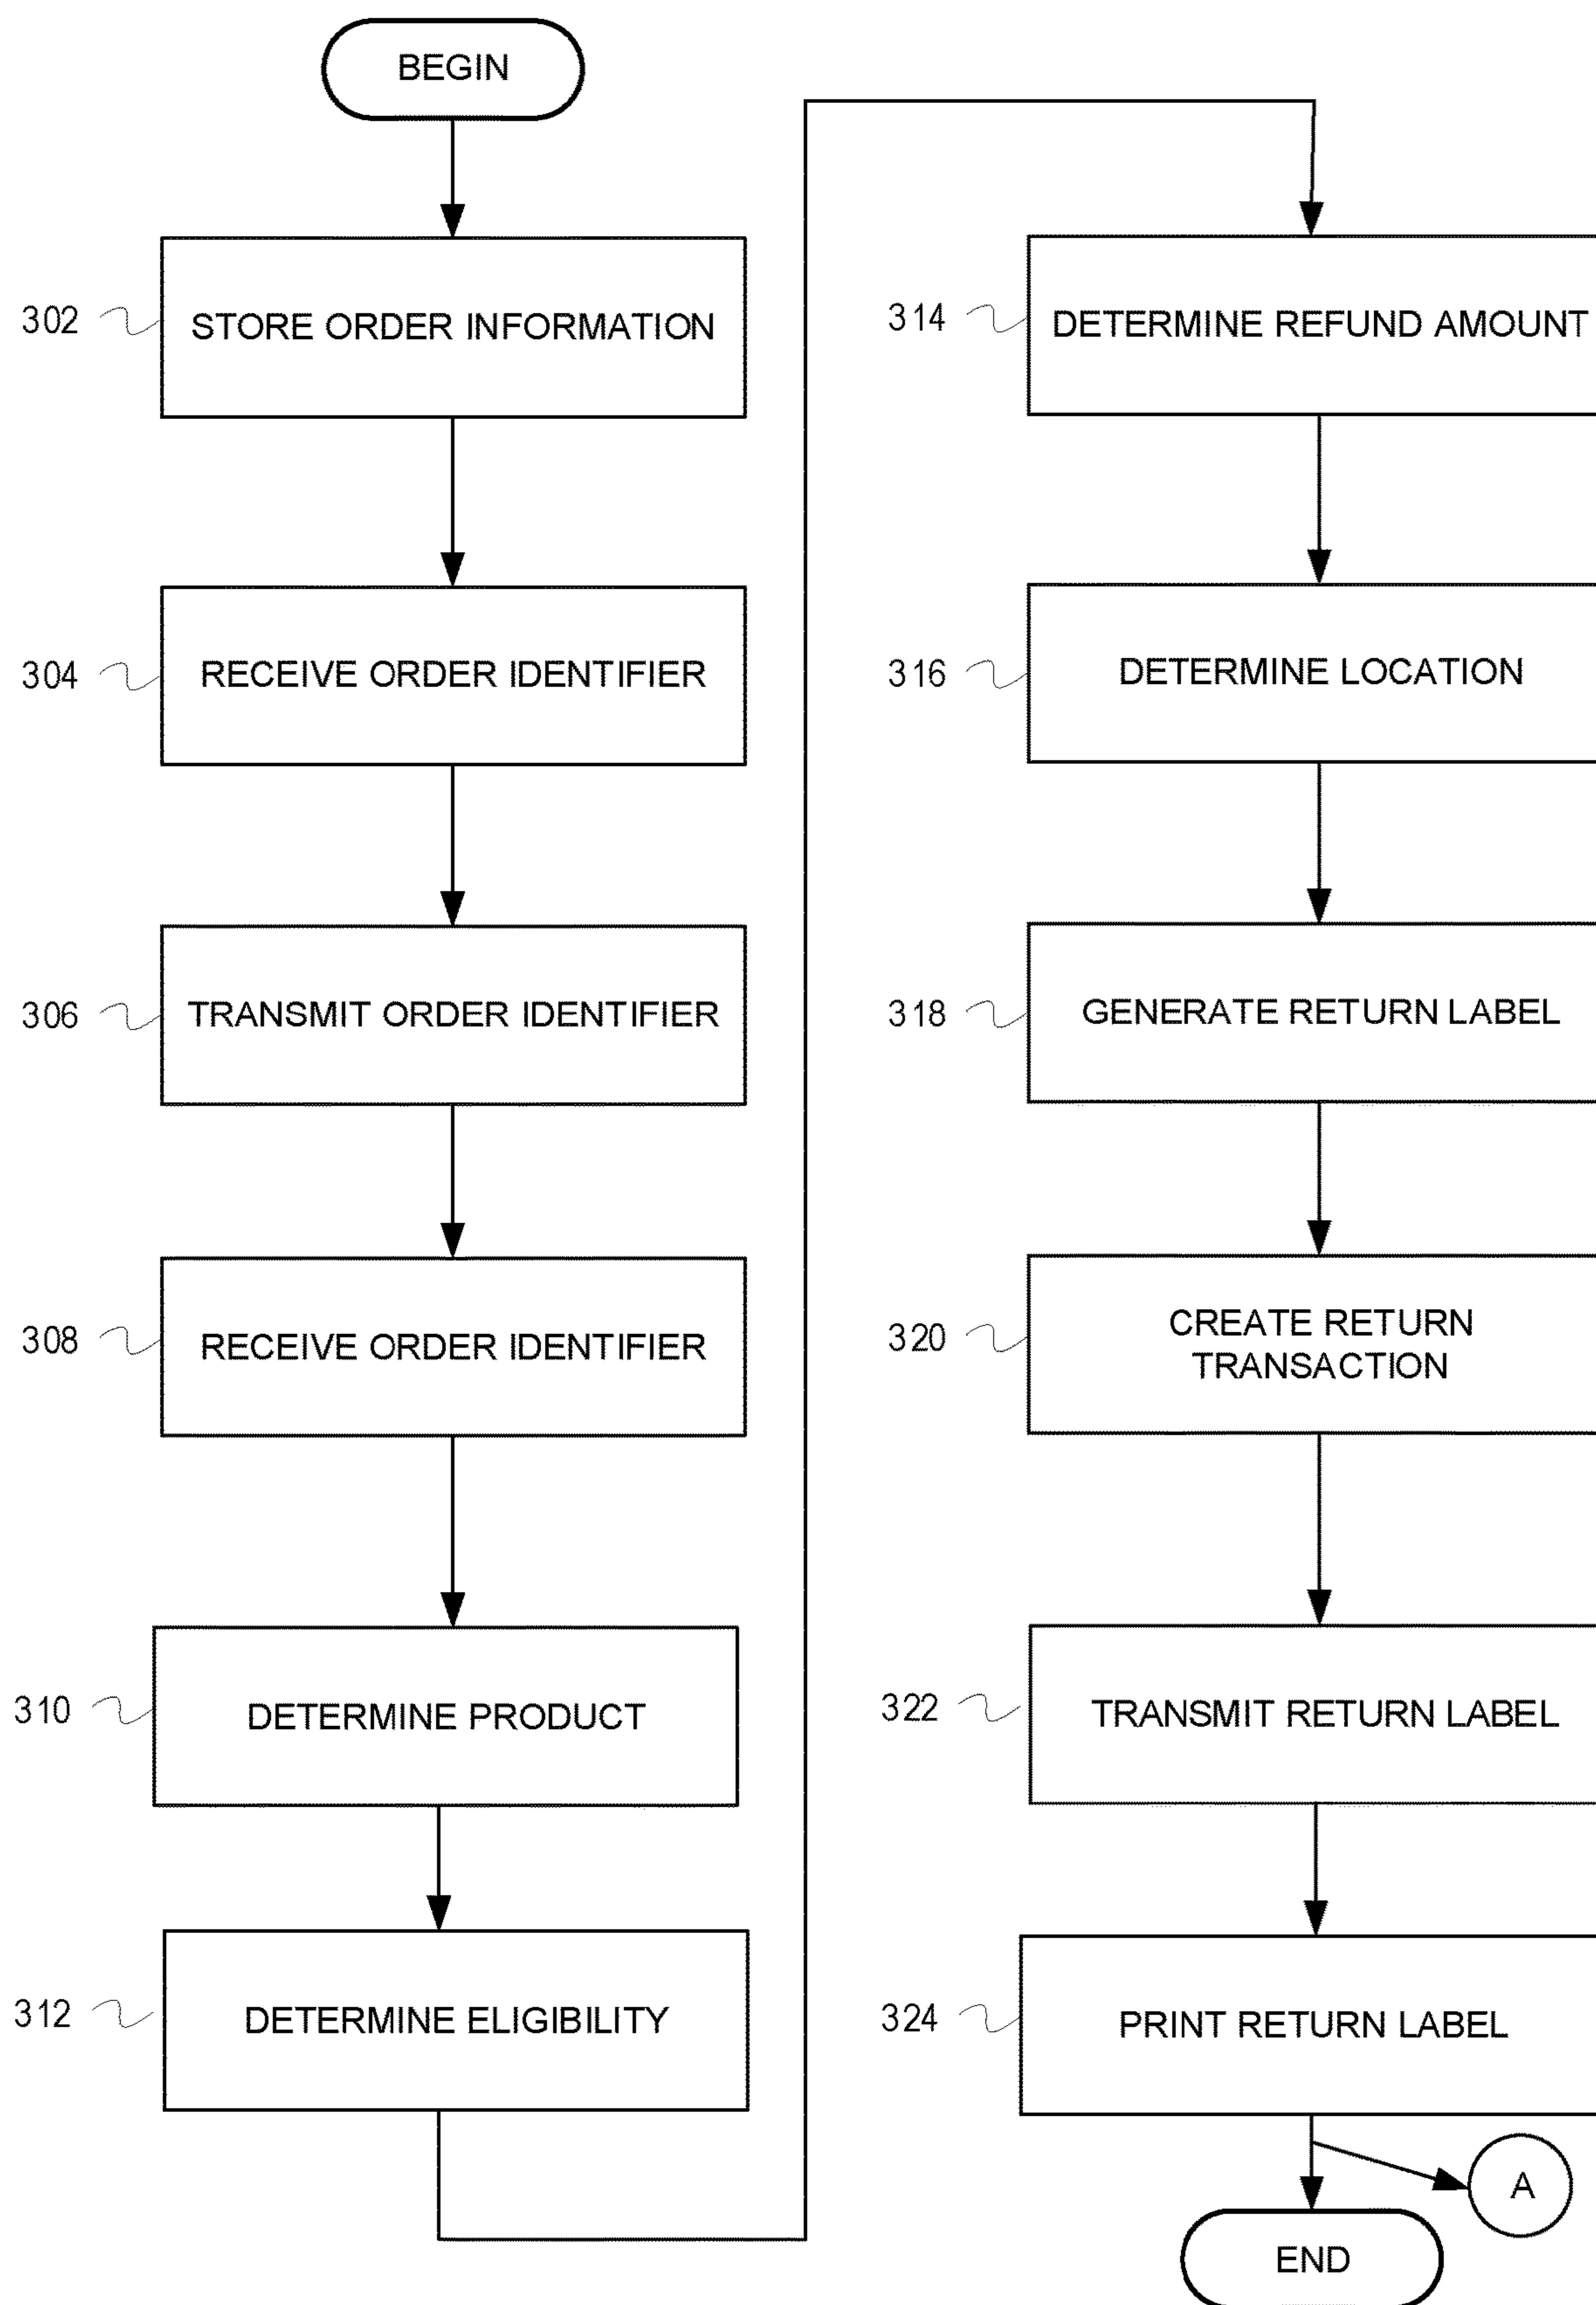 BEGIN
302
STORE ORDER INFORMATION
304
RECEIVE ORDER IDENTIFIER
306
TRANSMIT ORDER IDENTIFIER
308
RECEIVE ORDER IDENTIFIER
310
DETERMINE PRODUCT
312
DETERMINE ELIGIBILITY
314
DETERMINE REFUND AMOUNT
316
DETERMINE LOCATION
318
GENERATE RETURN LABEL
320
CREATE RETURN
TRANSACTION
322
TRANSMIT RETURN LABEL
324
PRINT RETURN LABEL
A
END